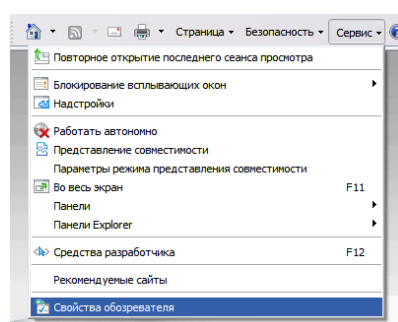 Страница Безопасность Сервис
Повторное открытие последнего сеанса просмотра
Блокирование всплывающих окон
Надстройки
Работать автономно
Представление совместимости
Параметры режима представления совместимости
Во весь экран F11
Панели
Панели Explorer
Средства разработчика F12
Рекомендуемые сайты
Свойства обозревателя